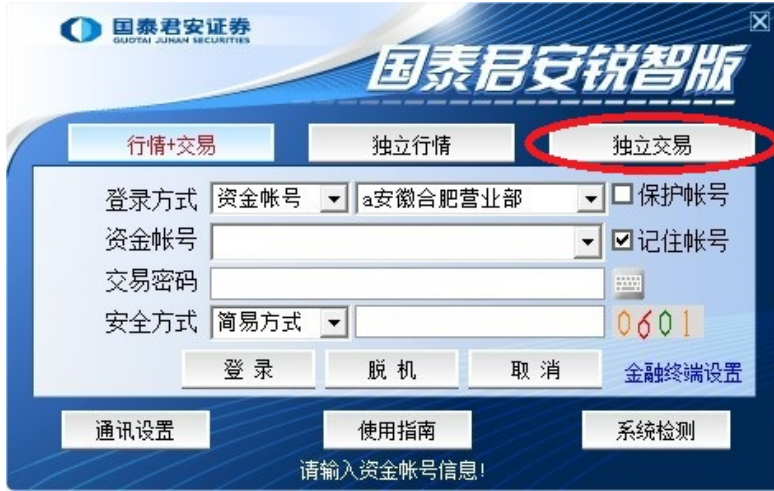 国泰君安证券
GUOTAI JUNAN SECURITIES
国泰君安锐智版
行情+交易 独立行情 独立交易
登录方式 资金帐号 a安徽合肥营业部 保护帐号
资金帐号 记住帐号
交易密码
安全方式 简易方式 0601
登录 脱机 取消 金融终端设置
通讯设置 使用指南 系统检测
请输入资金帐号信息!